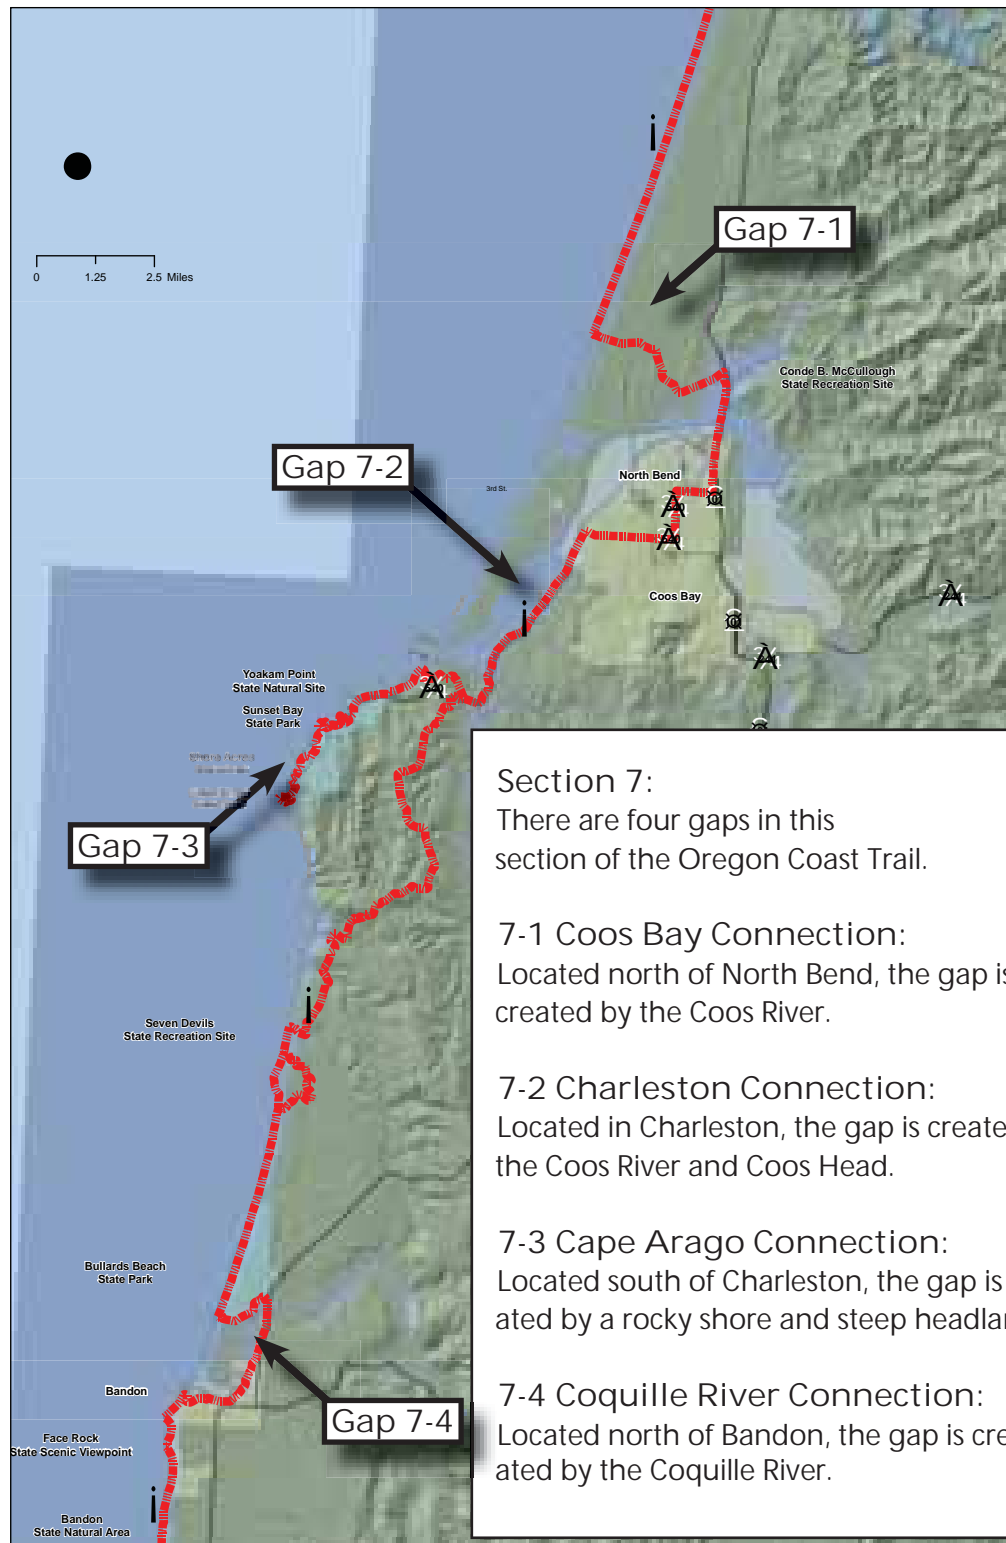 Gap 7-1
0 1.25 2.5 Miles
Conde B. McCullough
State Recreation Site
Gap 7-2
North Bend
3rd St.
Coos Bay
Yoakam Point
State Natural Site
Sunset Bay
State Park
Gap 7-3
Section 7:
There are four gaps in this
section of the Oregon Coast Trail.
7-1 Coos Bay Connection:
Located north of North Bend, the gap is
created by the Coos River.
7-2 Charleston Connection:
Located in Charleston, the gap is create
the Coos River and Coos Head.
7-3 Cape Arago Connection:
Located south of Charleston, the gap is
ated by a rocky shore and steep headlar
7-4 Coquille River Connection:
Located north of Bandon, the gap is cre
ated by the Coquille River.
Seven Devils
State Recreation Site
Bullards Beach
State Park
Bandon
Gap 7-4
Face Rock
State Scenic Viewpoint
Bandon
State Natural Area